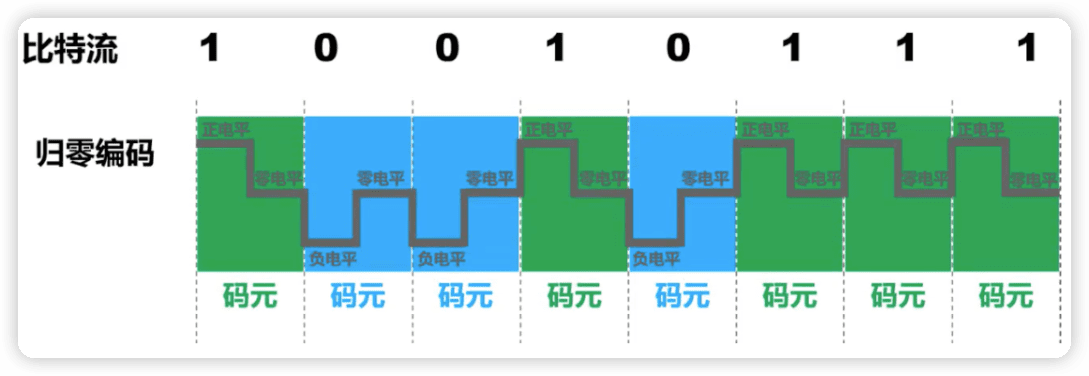 比特流 1 0 0 1 0 1 1 1
归零编码
正电平 正电平 正电平 正电平 正电平
零电平 零电平 零电平 零电平 零电平 零电平 零电平 零电平
负电平 负电平 负电平
码元 码元 码元 码元 码元 码元 码元 码元